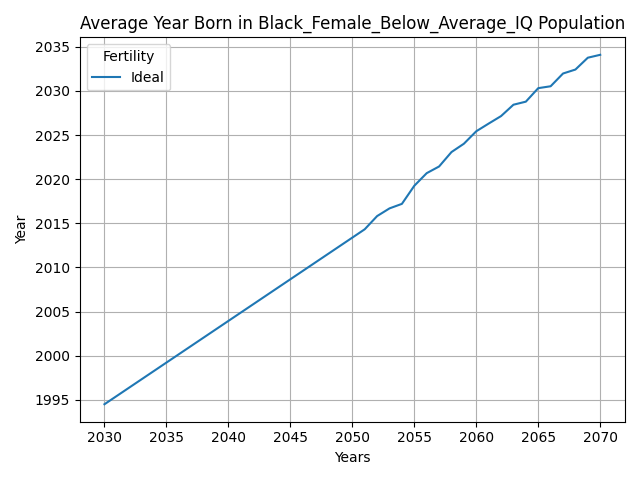 Average Year Born in Black_Female_Below_Average_IQ Population
Fertility
Ideal
Year
2035
2030
2025
2020
2015
2010
2005
2000
1995
2030 2035 2040 2045 2050 2055 2060 2065 2070
Years